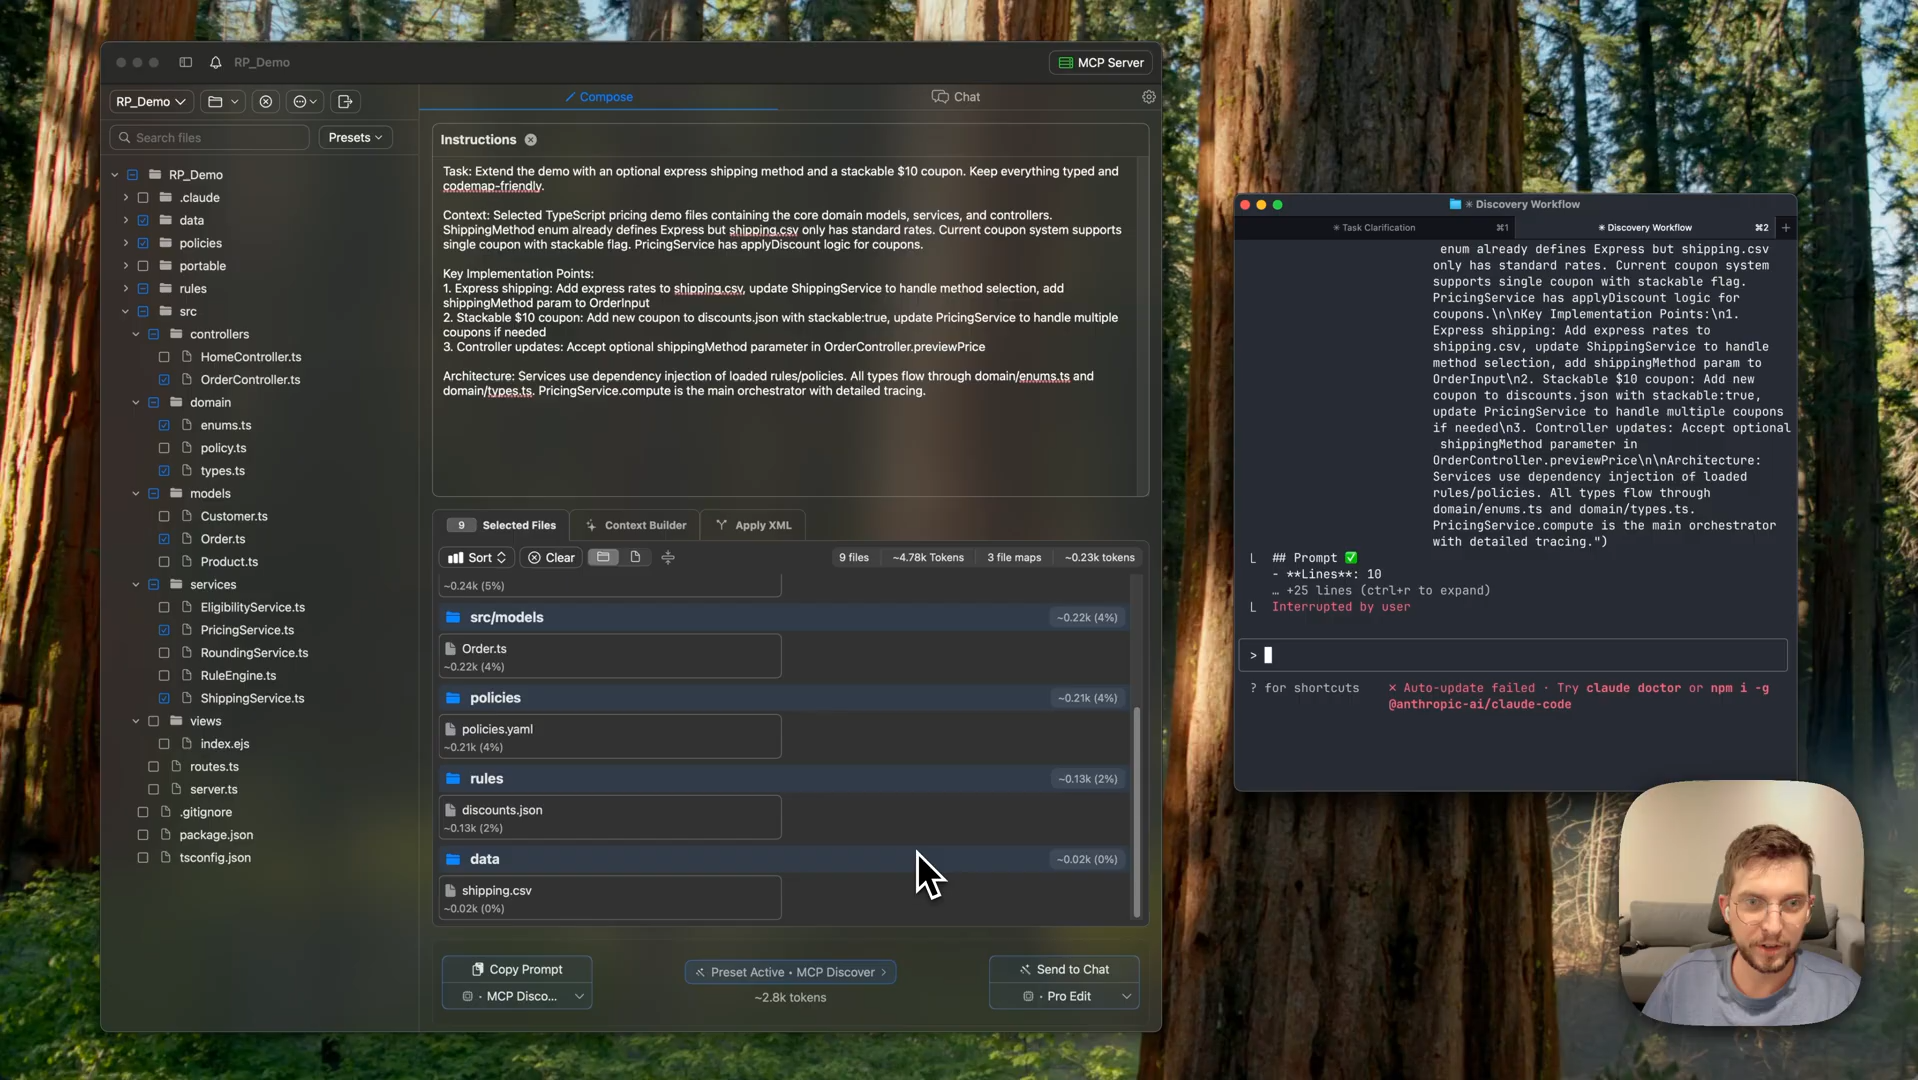 RP_Demo
MCP Server
RP_Demo
Search files
Presets
RP_Demo
.claude
data
policies
portable
rules
src
controllers
HomeController.ts
OrderController.ts
domain
enums.ts
policy.ts
types.ts
models
Customer.ts
Order.ts
Product.ts
services
EligibilityService.ts
PricingService.ts
RoundingService.ts
RuleEngine.ts
ShippingService.ts
views
index.ejs
routes.ts
server.ts
.gitignore
package.json
tsconfig.json
Compose
Chat
Instructions
Task: Extend the demo with an optional express shipping method and a stackable $10 coupon. Keep everything typed and
codemap-friendly.
Context: Selected TypeScript pricing demo files containing the core domain models, services, and controllers.
ShippingMethod enum already defines Express but shipping.csv only has standard rates. Current coupon system supports
single coupon with stackable flag. PricingService has applyDiscount logic for coupons.
Key Implementation Points:
1. Express shipping: Add express rates to shipping.csv, update ShippingService to handle method selection, add
shippingMethod param to OrderInput
2. Stackable $10 coupon: Add new coupon to discounts.json with stackable:true, update PricingService to handle multiple
coupons if needed
3. Controller updates: Accept optional shippingMethod parameter in OrderController.previewPrice
Architecture: Services use dependency injection of loaded rules/policies. All types flow through domain/enums.ts and
domain/types.ts. PricingService.compute is the main orchestrator with detailed tracing.
9 Selected Files
Context Builder
Apply XML
Sort
Clear
9 files
~4.78k Tokens
3 file maps
~0.23k tokens
~0.24k (5%)
src/models
~0.22k (4%)
Order.ts
~0.22k (4%)
policies
~0.21k (4%)
policies.yaml
~0.21k (4%)
rules
~0.13k (2%)
discounts.json
~0.13k (2%)
data
~0.02k (0%)
shipping.csv
~0.02k (0%)
Copy Prompt
· MCP Disco...
Preset Active • MCP Discover
~2.8k tokens
Send to Chat
· Pro Edit
✳ Discovery Workflow
✳ Task Clarification ⌘1
✳ Discovery Workflow ⌘2
enum already defines Express but shipping.csv
only has standard rates. Current coupon system
supports single coupon with stackable flag.
PricingService has applyDiscount logic for
coupons.\n\nKey Implementation Points:\n1.
Express shipping: Add express rates to
shipping.csv, update ShippingService to handle
method selection, add shippingMethod param to
OrderInput\n2. Stackable $10 coupon: Add new
coupon to discounts.json with stackable:true,
update PricingService to handle multiple coupons
if needed\n3. Controller updates: Accept optional
shippingMethod parameter in
OrderController.previewPrice\n\nArchitecture:
Services use dependency injection of loaded
rules/policies. All types flow through
domain/enums.ts and domain/types.ts.
PricingService.compute is the main orchestrator
with detailed tracing.")
## Prompt ✅
- **Lines**: 10
… +25 lines (ctrl+r to expand)
Interrupted by user
>
? for shortcuts
✕ Auto-update failed · Try claude doctor or npm i -g
@anthropic-ai/claude-code